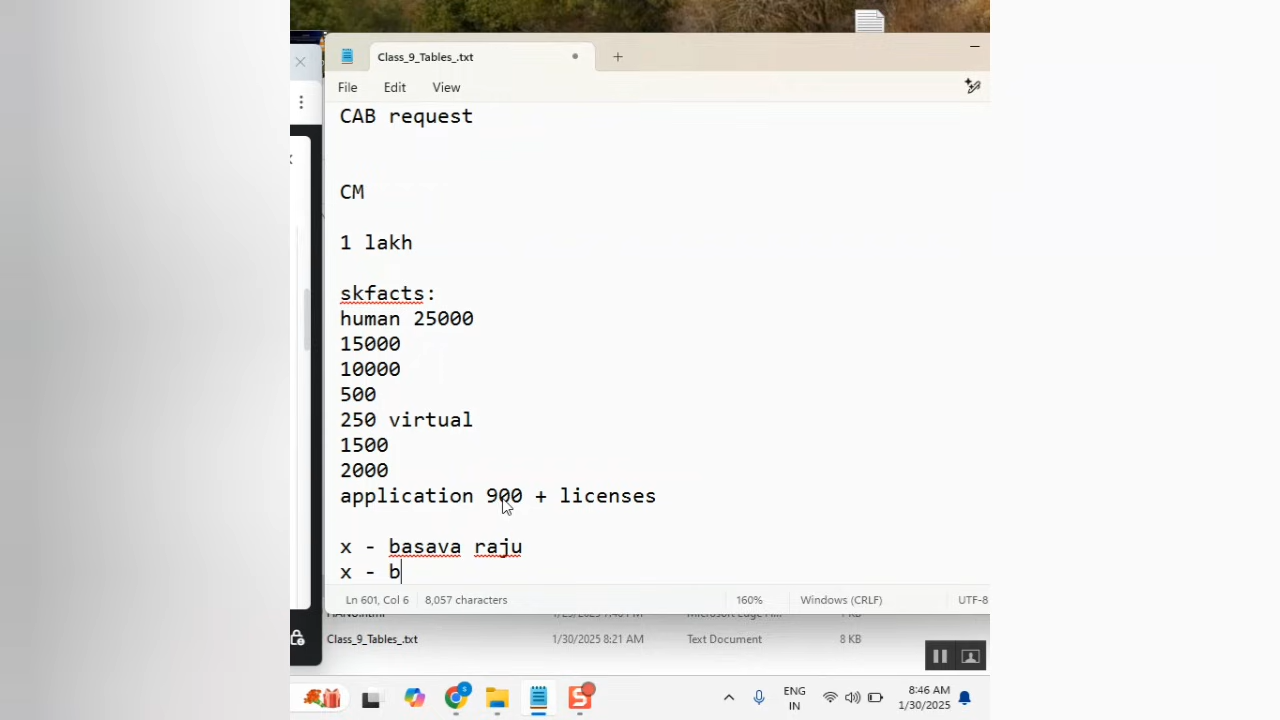 Class_9_Tables_.txt
File Edit View
CAB request
CM
1 lakh
skfacts:
human 25000
15000
10000
500
250 virtual
1500
2000
application 900 + licenses
x - basava raju
x - b
Ln 601, Col 6 8,057 characters 160% Windows (CRLF) UTF-8
Class_9_Tables_.txt 1/30/2025 8:21 AM Text Document 8 KB
ENG 8:46 AM
IN 1/30/2025